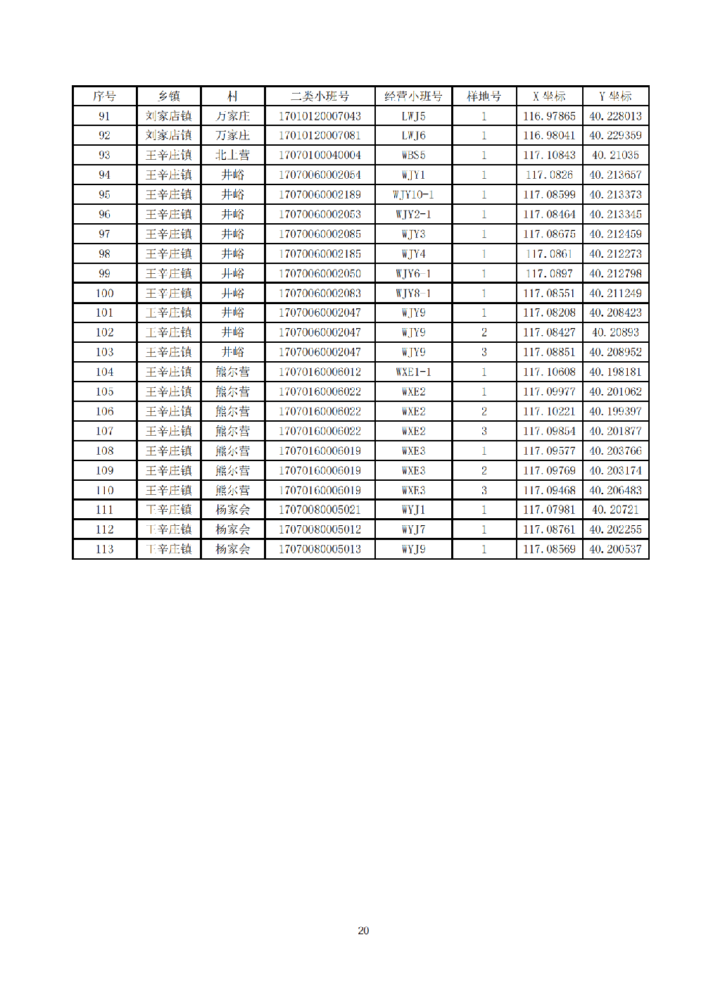 序号 乡镇 村 二类小班号 经营小班号 样地号 X 坐标 Y 坐标
91 刘家店镇 万家庄 17010120007043 LWJ5 1 116.97865 40.228013
92 刘家店镇 万家庄 17010120007081 LWJ6 1 116.98041 40.229359
93 王辛庄镇 北上营 17070100040004 WBS5 1 117.10843 40.21035
94 王辛庄镇 井峪 17070060002054 WJY1 1 117.0826 40.213657
95 王辛庄镇 井峪 17070060002189 WJY10-1 1 117.08599 40.213373
96 王辛庄镇 井峪 17070060002053 WJY2-1 1 117.08464 40.213345
97 王辛庄镇 井峪 17070060002085 WJY3 1 117.08675 40.212459
98 王辛庄镇 井峪 17070060002185 WJY4 1 117.0861 40.212273
99 王辛庄镇 井峪 17070060002050 WJY6-1 1 117.0897 40.212798
100 王辛庄镇 井峪 17070060002083 WJY8-1 1 117.08551 40.211249
101 王辛庄镇 井峪 17070060002047 WJY9 1 117.08208 40.208423
102 王辛庄镇 井峪 17070060002047 WJY9 2 117.08427 40.20893
103 王辛庄镇 井峪 17070060002047 WJY9 3 117.08851 40.208952
104 王辛庄镇 熊尔营 17070160006012 WXE1-1 1 117.10608 40.198181
105 王辛庄镇 熊尔营 17070160006022 WXE2 1 117.09977 40.201062
106 王辛庄镇 熊尔营 17070160006022 WXE2 2 117.10221 40.199397
107 王辛庄镇 熊尔营 17070160006022 WXE2 3 117.09854 40.201877
108 王辛庄镇 熊尔营 17070160006019 WXE3 1 117.09577 40.203766
109 王辛庄镇 熊尔营 17070160006019 WXE3 2 117.09769 40.203174
110 王辛庄镇 熊尔营 17070160006019 WXE3 3 117.09468 40.206483
111 王辛庄镇 杨家会 17070080005021 WYJ1 1 117.07981 40.20721
112 王辛庄镇 杨家会 17070080005012 WYJ7 1 117.08761 40.202255
113 王辛庄镇 杨家会 17070080005013 WYJ9 1 117.08569 40.200537
20